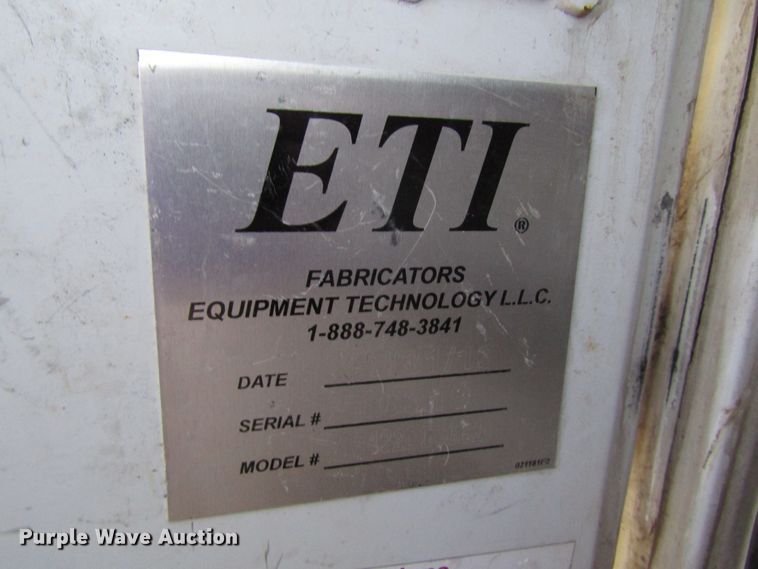 ETI®
FABRICATORS
EQUIPMENT TECHNOLOGY L.L.C.
1-888-748-3841
DATE
SERIAL #
MODEL #
Purple Wave Auction